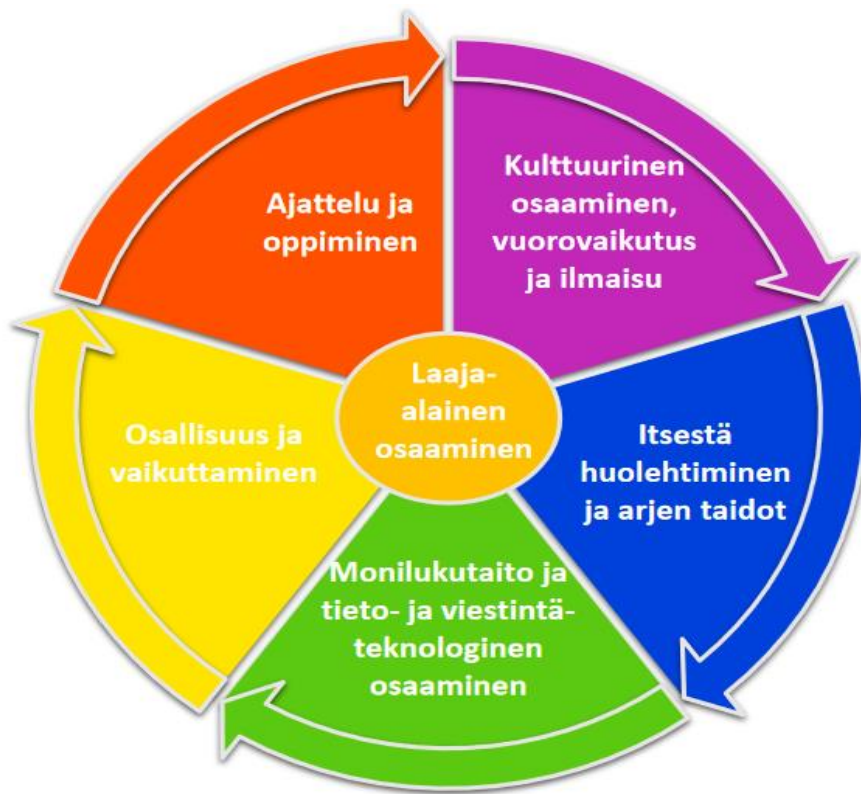 Ajattelu ja
oppiminen
Kulttuurinen
osaaminen,
vuorovaikutus
ja ilmaisu
Laaja-
alainen
osaaminen
Osallisuus ja
vaikuttaminen
Itsestä
huolehtiminen
ja arjen taidot
Monilukutaito ja
tieto- ja viestintä-
teknologinen
osaaminen